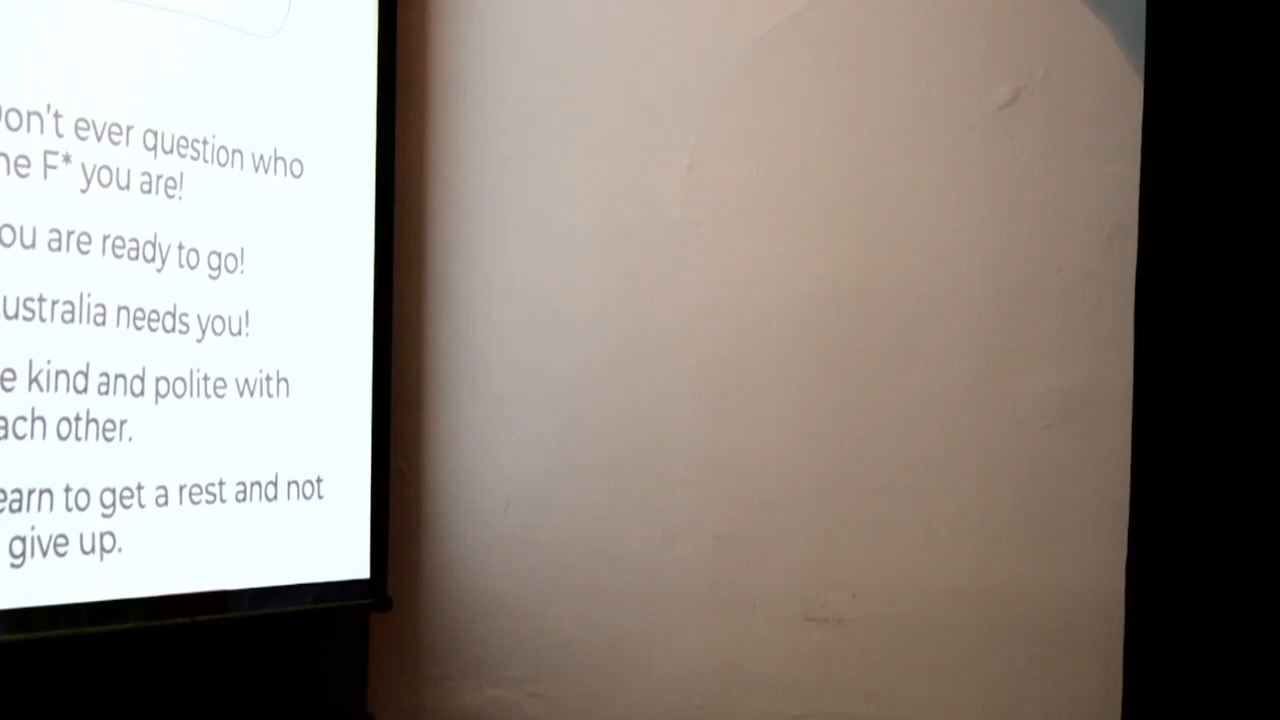 on't ever question who
he F* you are!
ou are ready to go!
ustralia needs you!
e kind and polite with
ach other.
earn to get a rest and not
give up.